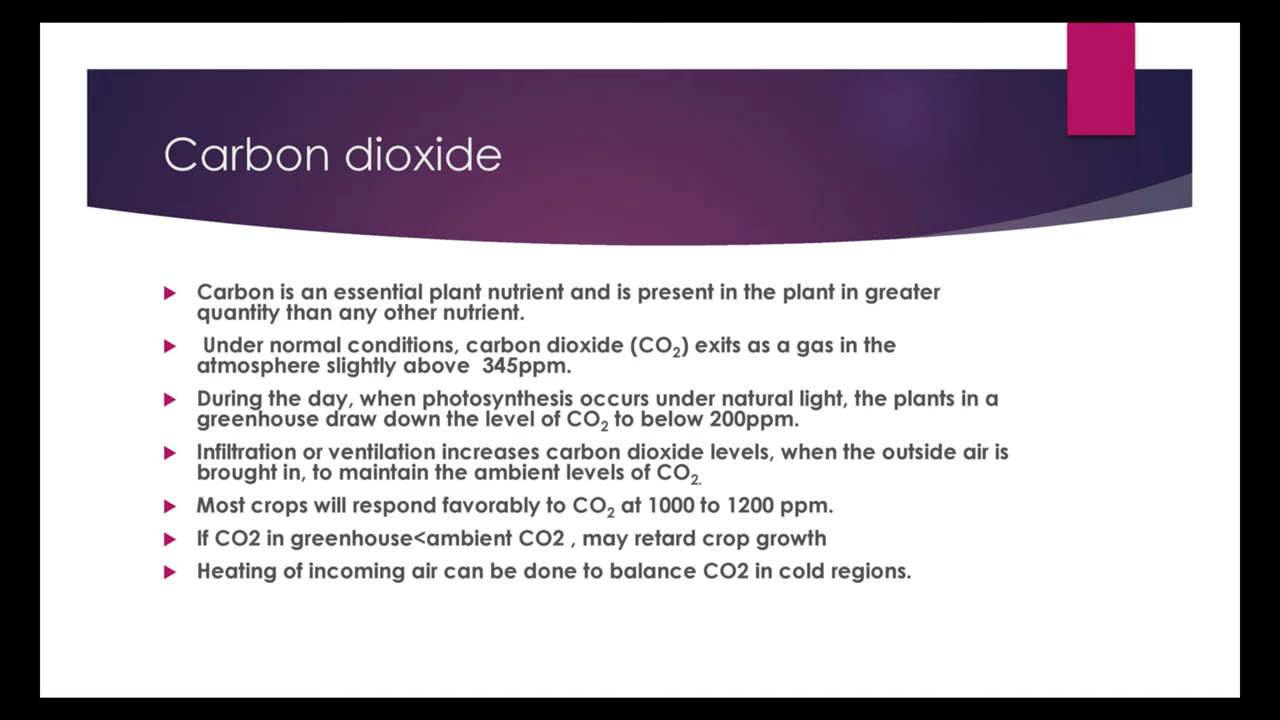 Carbon dioxide
Carbon is an essential plant nutrient and is present in the plant in greater
quantity than any other nutrient.
Under normal conditions, carbon dioxide (CO₂) exits as a gas in the
atmosphere slightly above 345ppm.
During the day, when photosynthesis occurs under natural light, the plants in a
greenhouse draw down the level of CO₂ to below 200ppm.
Infiltration or ventilation increases carbon dioxide levels, when the outside air is
brought in, to maintain the ambient levels of CO₂.
Most crops will respond favorably to CO₂ at 1000 to 1200 ppm.
If CO2 in greenhouse<ambient CO2 , may retard crop growth
Heating of incoming air can be done to balance CO2 in cold regions.